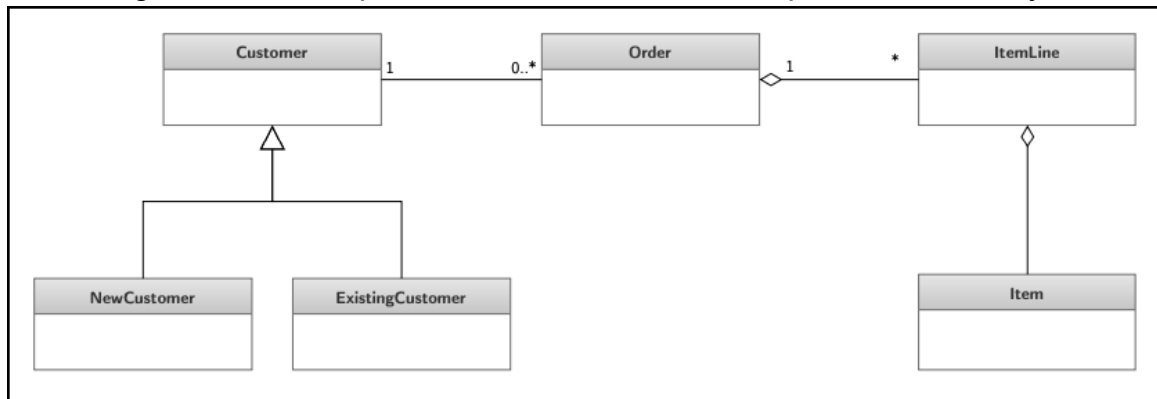 Customer
Order
ItemLine
1
0..*
1
*
NewCustomer
ExistingCustomer
Item